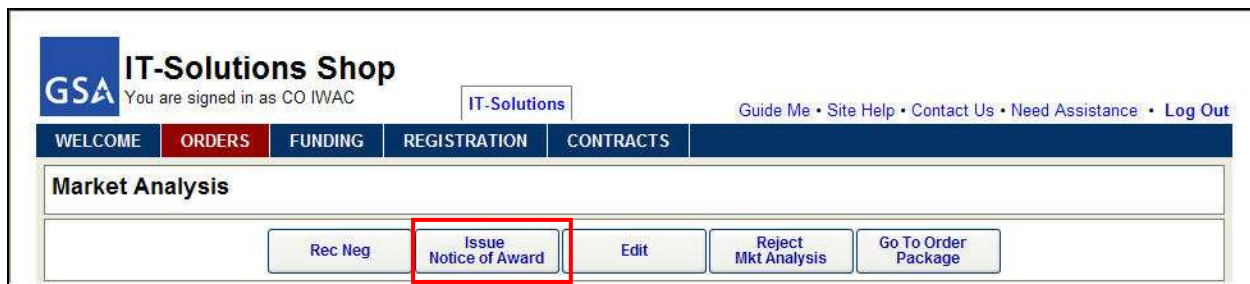 GSA
IT-Solutions Shop
You are signed in as CO IWAC
IT-Solutions
Guide Me • Site Help • Contact Us • Need Assistance • Log Out
WELCOME ORDERS FUNDING REGISTRATION CONTRACTS
Market Analysis
Rec Neg
Issue
Notice of Award
Edit
Reject
Mkt Analysis
Go To Order
Package